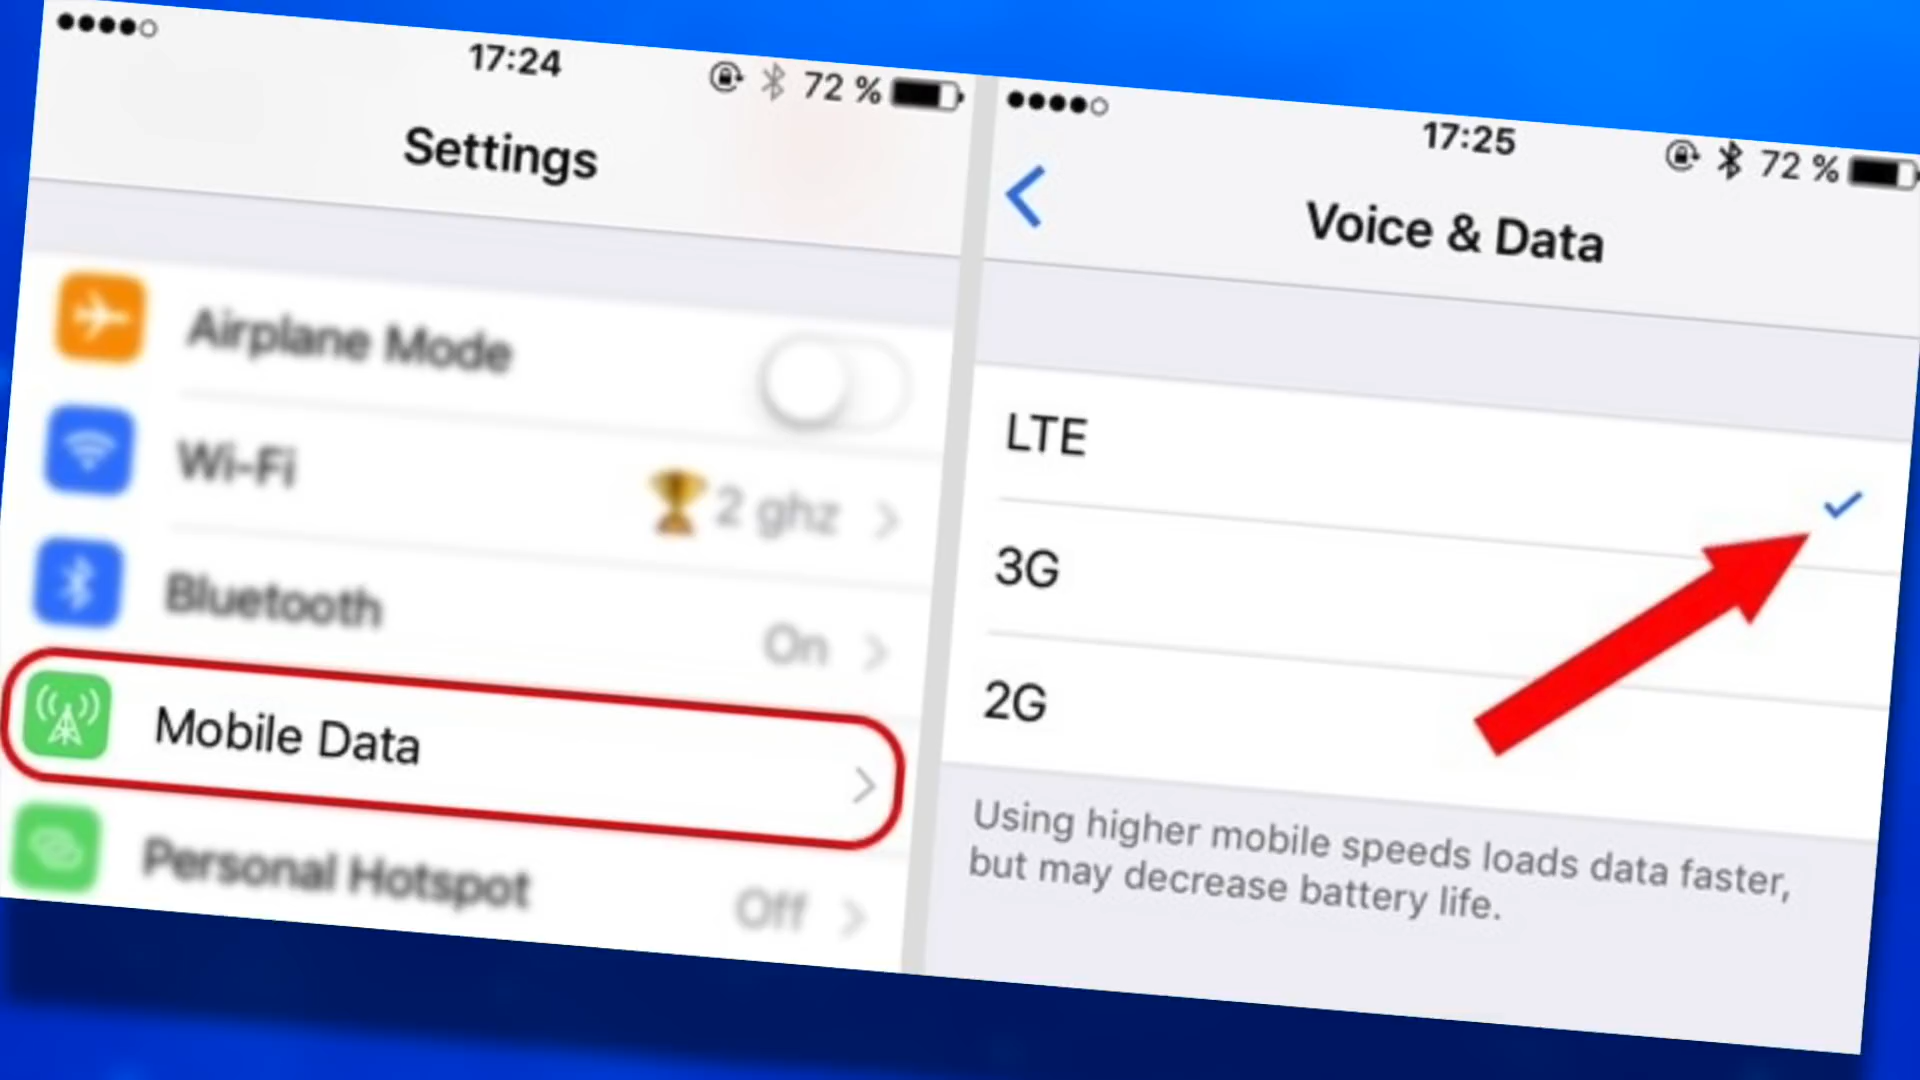 17:24
72 %
Settings
Airplane Mode
Wi-Fi
🏆2 ghz
Bluetooth
On
Mobile Data
Personal Hotspot
Off
17:25
72 %
Voice & Data
LTE
3G
2G
Using higher mobile speeds loads data faster,
but may decrease battery life.